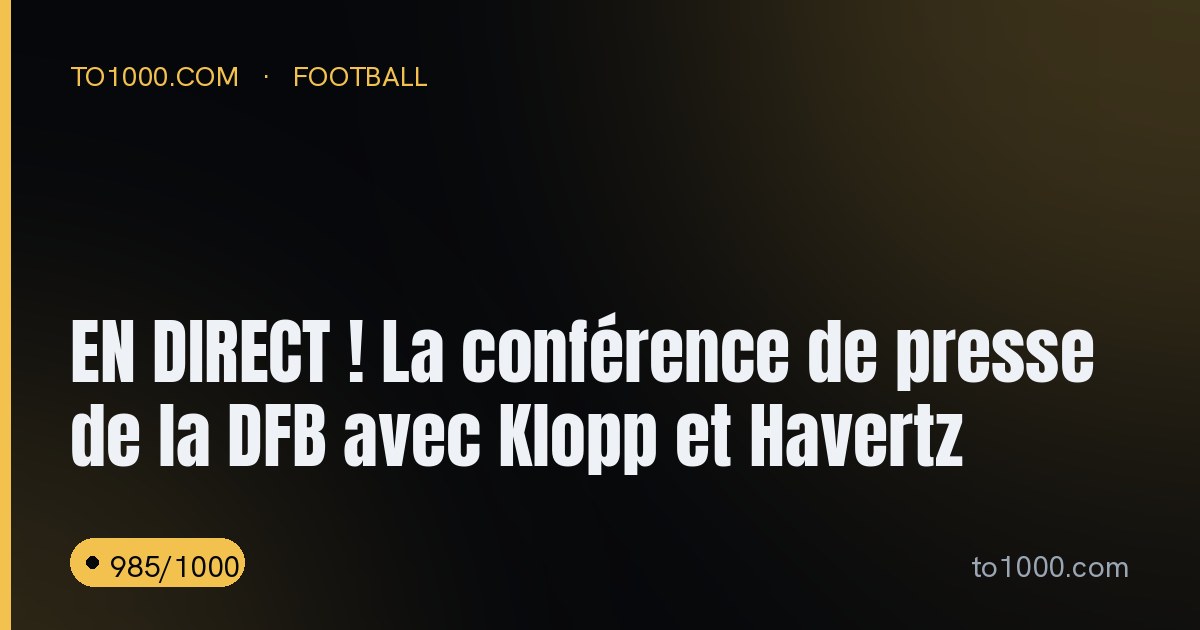 TO1000.COM · FOOTBALL
EN DIRECT ! La conférence de presse
de la DFB avec Klopp et Havertz
985/1000
to1000.com